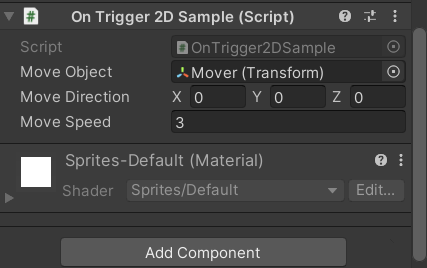 On Trigger 2D Sample (Script)
Script OnTrigger2DSample
Move Object Mover (Transform)
Move Direction X 0 Y 0 Z 0
Move Speed 3
Sprites-Default (Material)
Shader Sprites/Default Edit...
Add Component